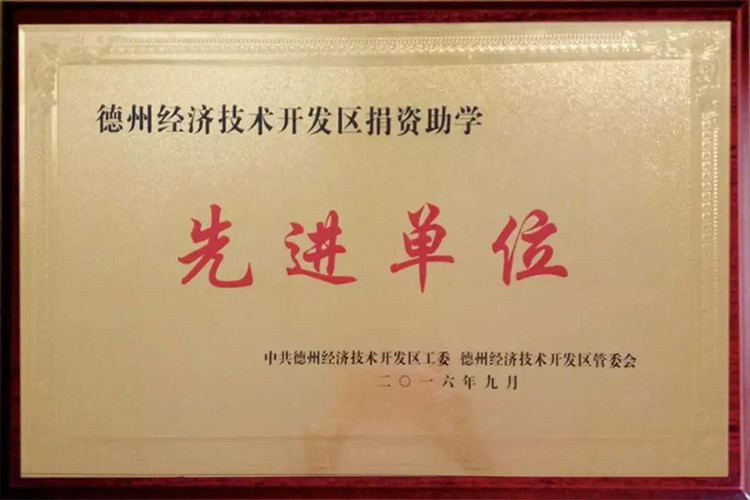 德州经济技术开发区捐资助学
先进单位
中共德州经济技术开发区工委 德州经济技术开发区管委会
二〇一六年九月